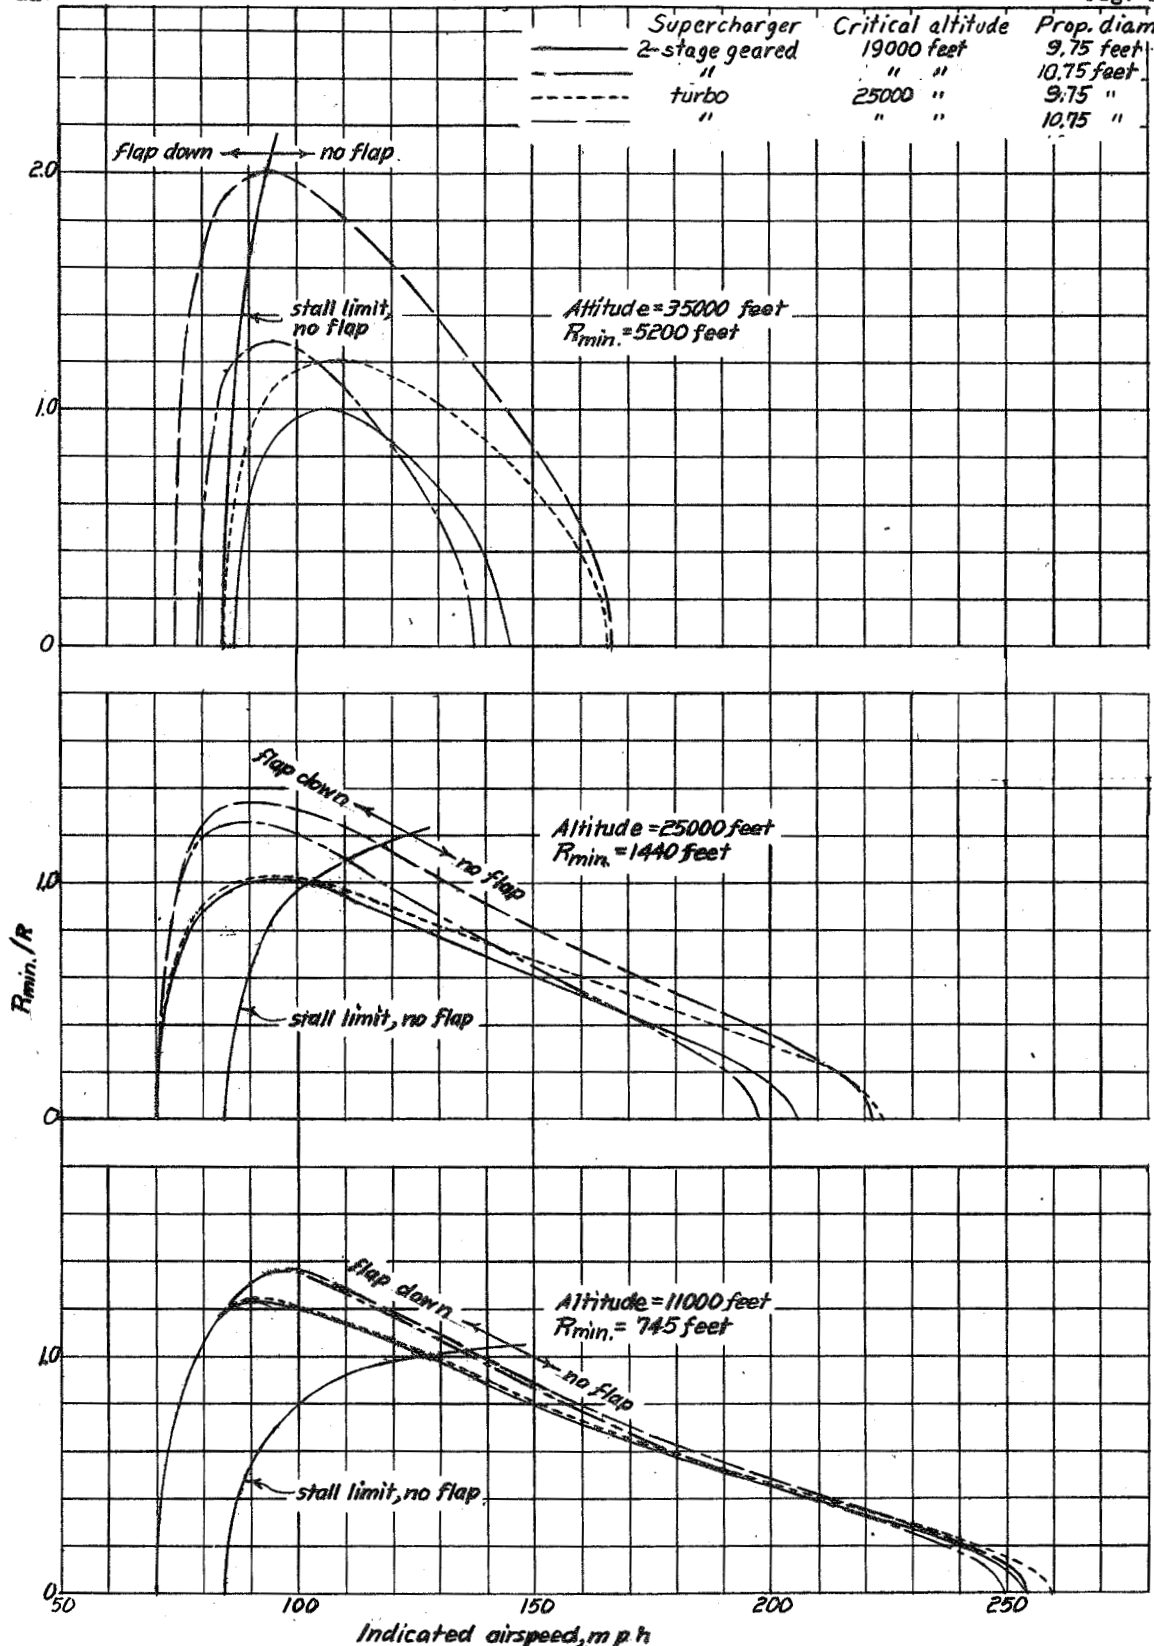 Supercharger Critical altitude Prop. diam
2-stage geared 19000 feet 9.75 feet
" " " 10.75 feet
turbo 25000 " 9.75 "
" " " 10.75 "
flap down no flap
2.0
stall limit,
no flap
Altitude=35000 feet
Rmin.=5200 feet
1.0
0
flap down
no flap
Altitude=25000 feet
Rmin.=1440 feet
1.0
Rmin./R
stall limit, no flap
0
flap down
no flap
Altitude=11000 feet
Rmin.= 745 feet
1.0
stall limit, no flap
0
50 100 150 200 250
Indicated airspeed, mph